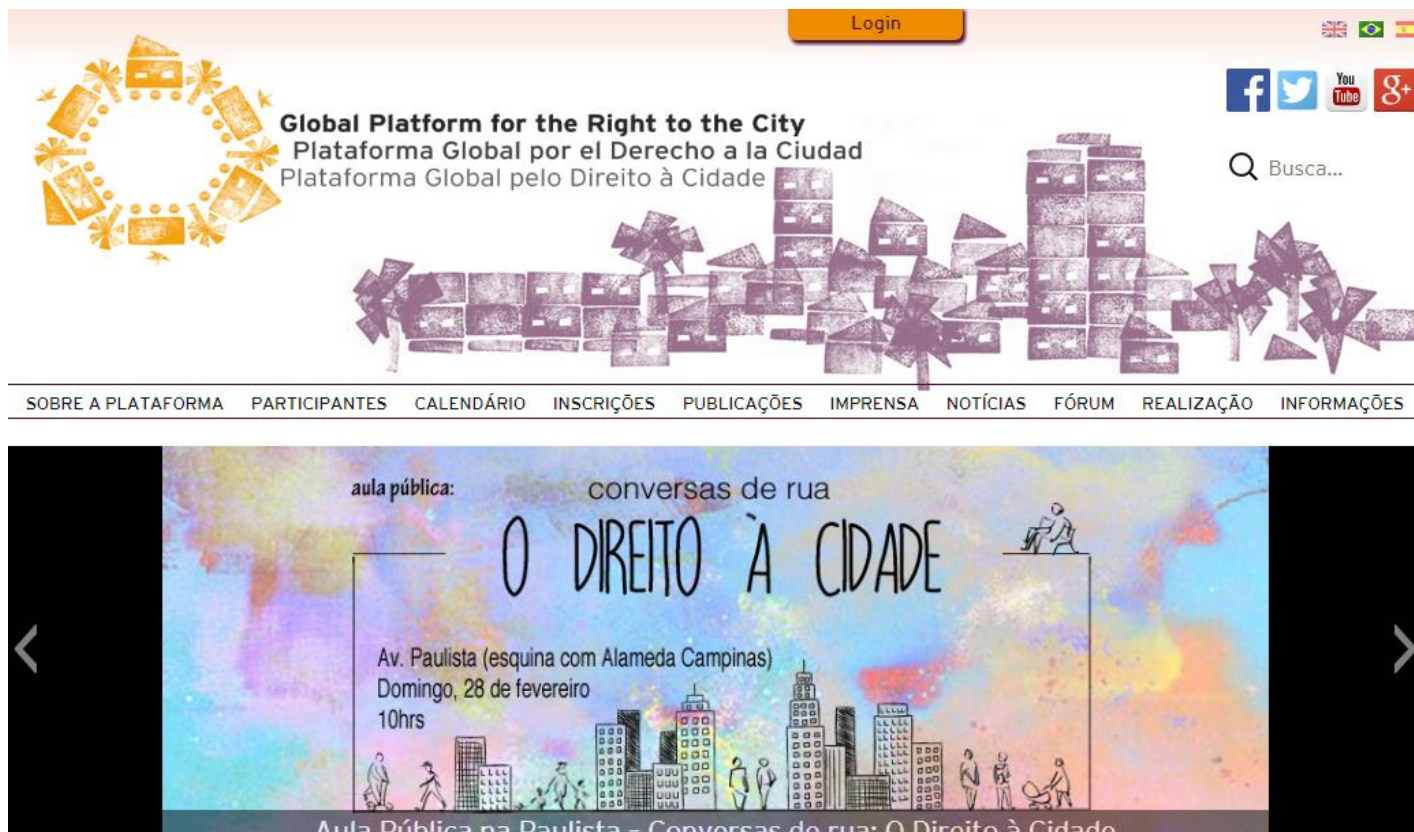 Login
You
Tube
Global Platform for the Right to the City
Plataforma Global por el Derecho a la Ciudad
Plataforma Global pelo Direito à Cidade
Busca...
SOBRE A PLATAFORMA PARTICIPANTES CALENDÁRIO INSCRIÇÕES PUBLICAÇÕES IMPRENSA NOTÍCIAS FÓRUM REALIZAÇÃO INFORMAÇÕES
aula pública: conversas de rua
O DIREITO À CIDADE
Av. Paulista (esquina com Alameda Campinas)
Domingo, 28 de fevereiro
10hrs
Aula Pública na Paulista – Conversas de rua: O Direito à Cidade